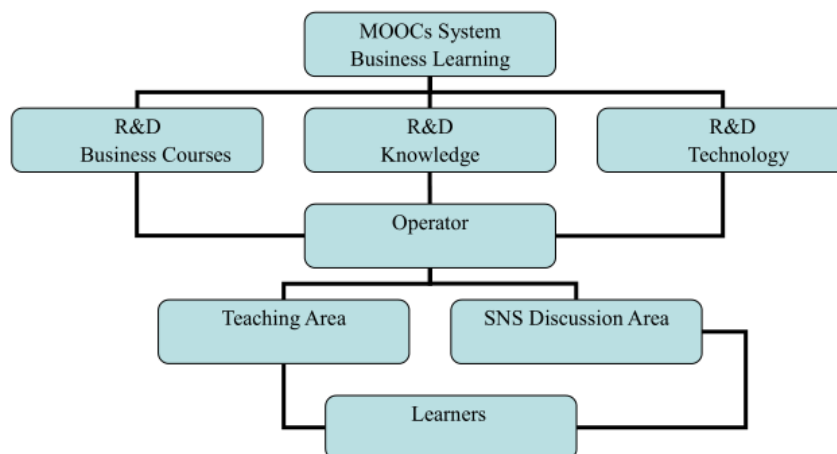 MOOCs System
Business Learning
R&D
Business Courses
R&D
Knowledge
R&D
Technology
Operator
Teaching Area
SNS Discussion Area
Learners